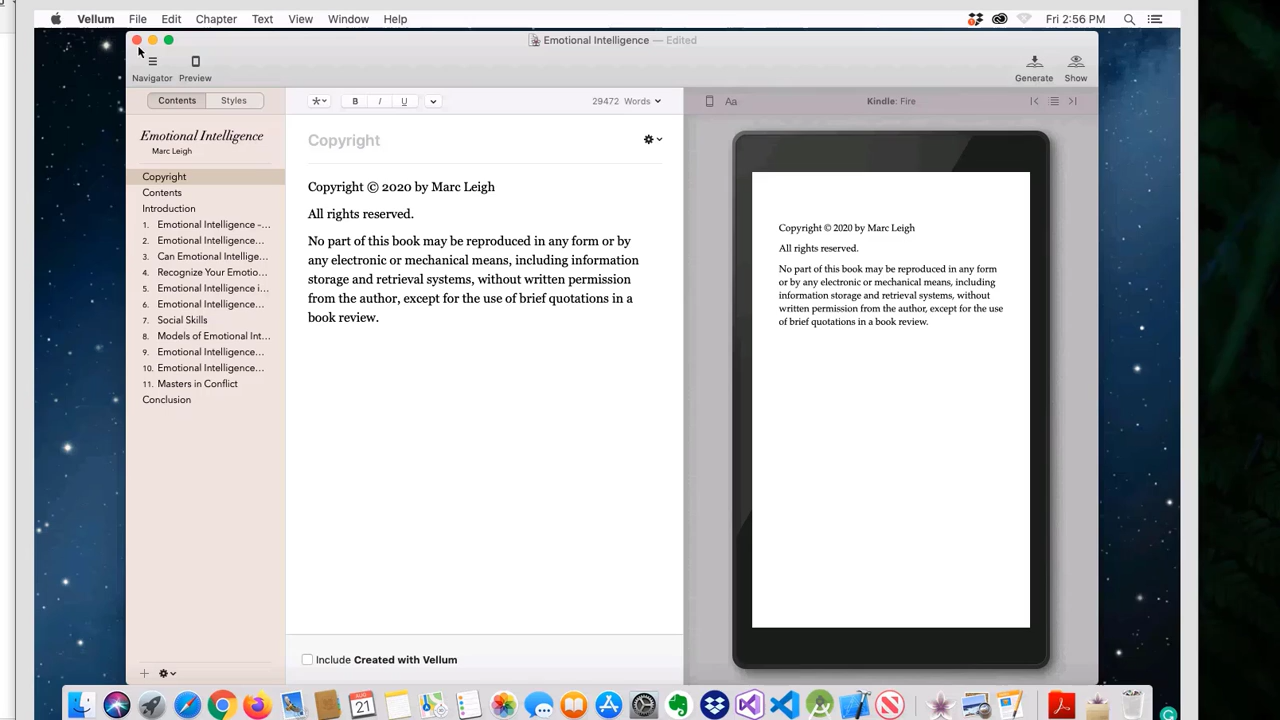 Vellum File Edit Chapter Text View Window Help Fri 2:56 PM
Emotional Intelligence — Edited
Navigator Preview Generate Show
Contents Styles B I U 29472 Words Aa Kindle: Fire
Emotional Intelligence
Marc Leigh
Copyright
Contents
Introduction
1. Emotional Intelligence -...
2. Emotional Intelligence...
3. Can Emotional Intellige...
4. Recognize Your Emotio...
5. Emotional Intelligence i...
6. Emotional Intelligence...
7. Social Skills
8. Models of Emotional Int...
9. Emotional Intelligence...
10. Emotional Intelligence...
11. Masters in Conflict
Conclusion
Copyright
Copyright © 2020 by Marc Leigh
All rights reserved.
No part of this book may be reproduced in any form or by
any electronic or mechanical means, including information
storage and retrieval systems, without written permission
from the author, except for the use of brief quotations in a
book review.
Include Created with Vellum
Copyright © 2020 by Marc Leigh
All rights reserved.
No part of this book may be reproduced in any form
or by any electronic or mechanical means, including
information storage and retrieval systems, without
written permission from the author, except for the use
of brief quotations in a book review.
AUG
21